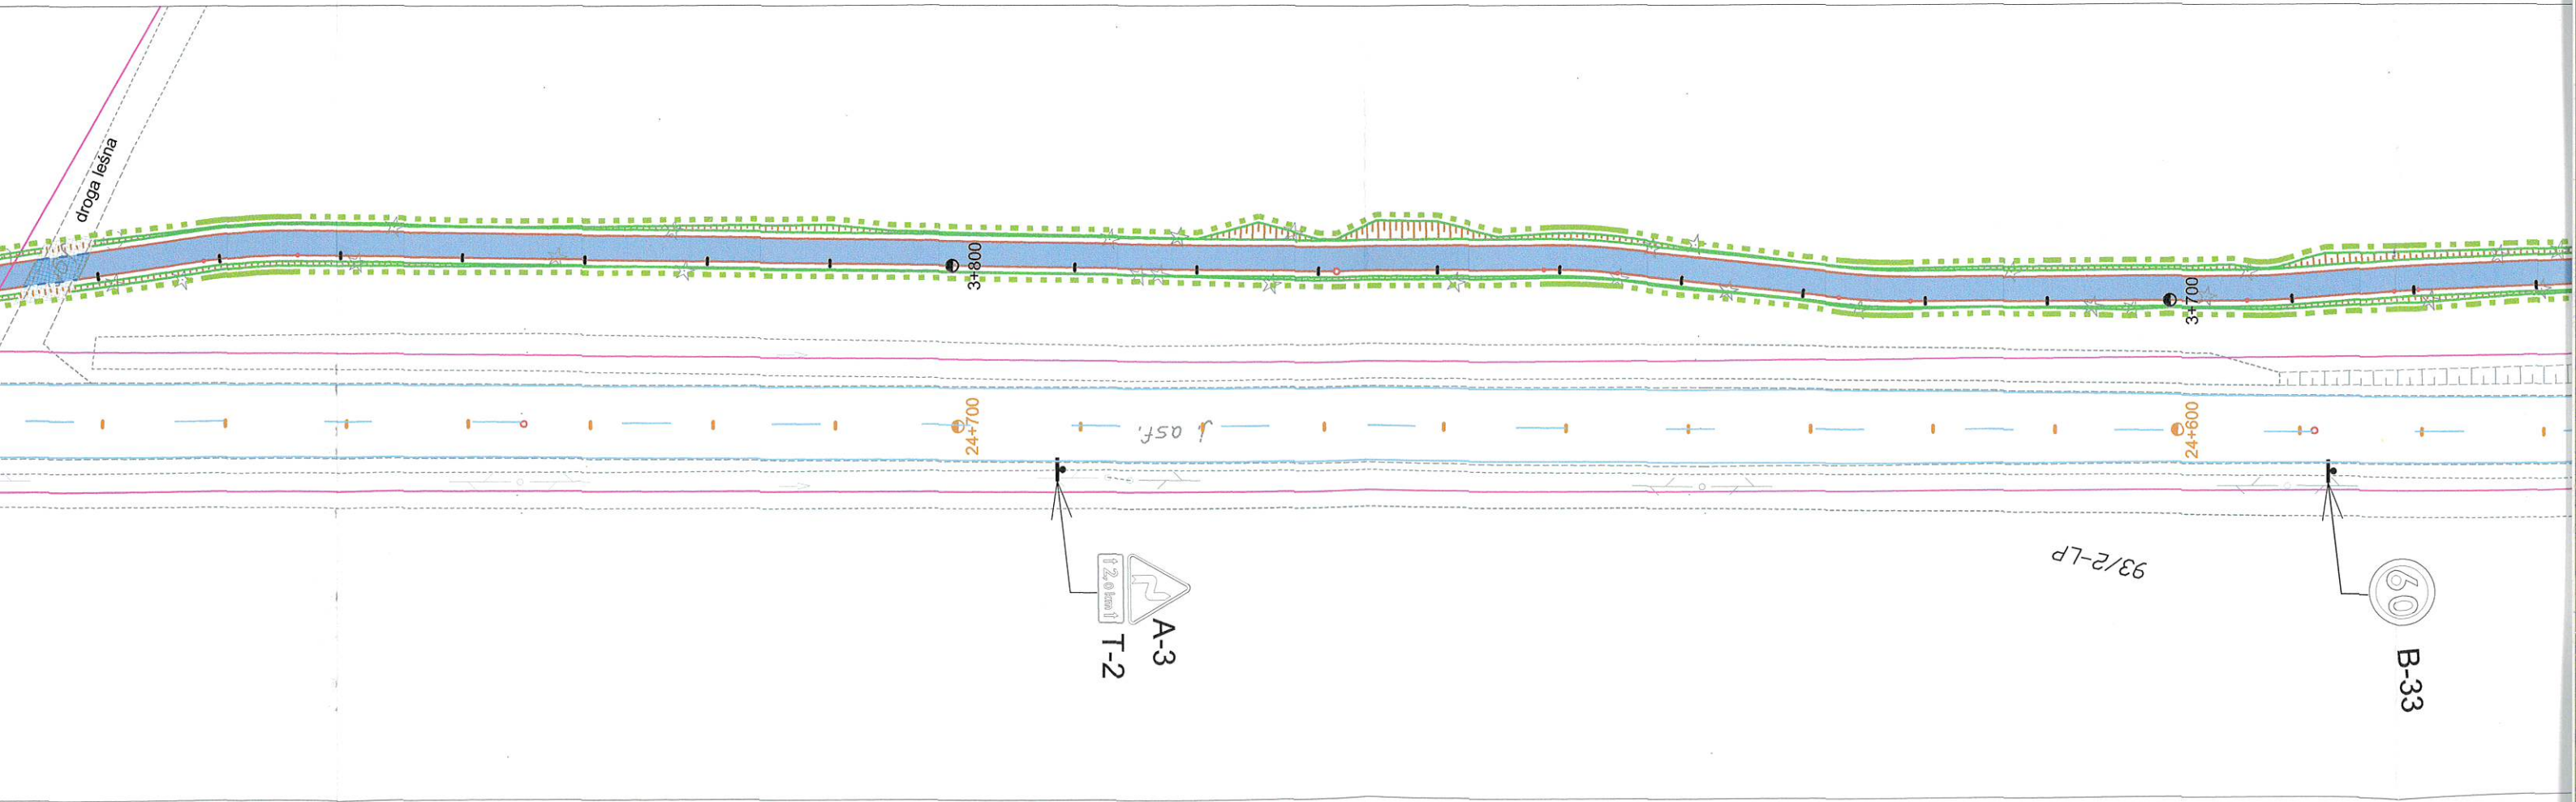 droga leśna
3+800
3+700
24+700
j. asf.
24+600
93/2-LP
A-3
T-2
↑2,0 km↑
60
B-33